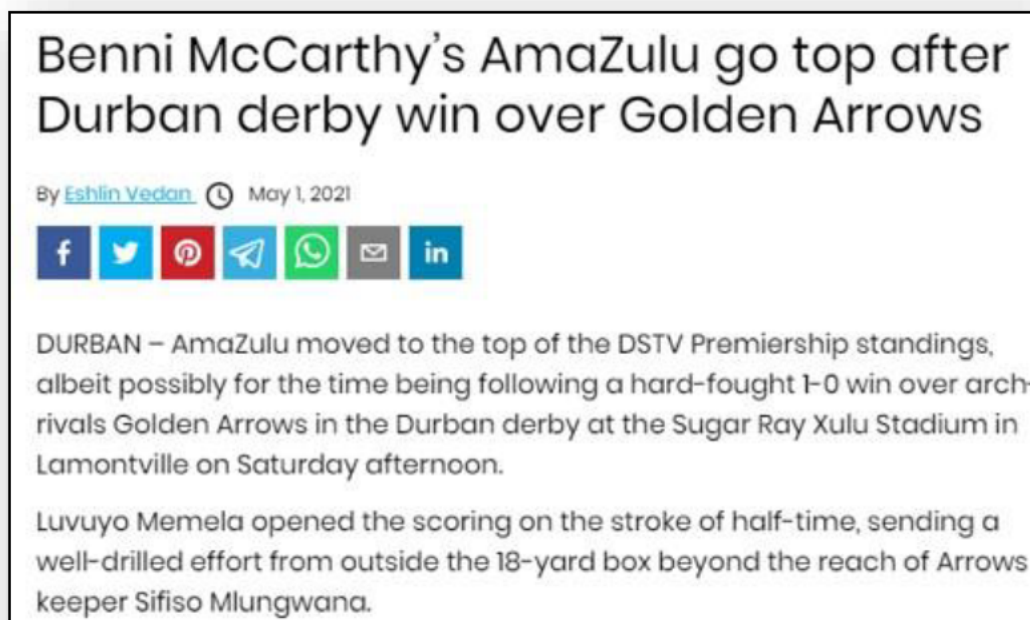 Benni McCarthy's AmaZulu go top after
Durban derby win over Golden Arrows
By Eshlin Vedan May 1, 2021
f in
DURBAN – AmaZulu moved to the top of the DSTV Premiership standings,
albeit possibly for the time being following a hard-fought 1-0 win over arch-
rivals Golden Arrows in the Durban derby at the Sugar Ray Xulu Stadium in
Lamontville on Saturday afternoon.
Luvuyo Memela opened the scoring on the stroke of half-time, sending a
well-drilled effort from outside the 18-yard box beyond the reach of Arrows
keeper Sifiso Mlungwana.